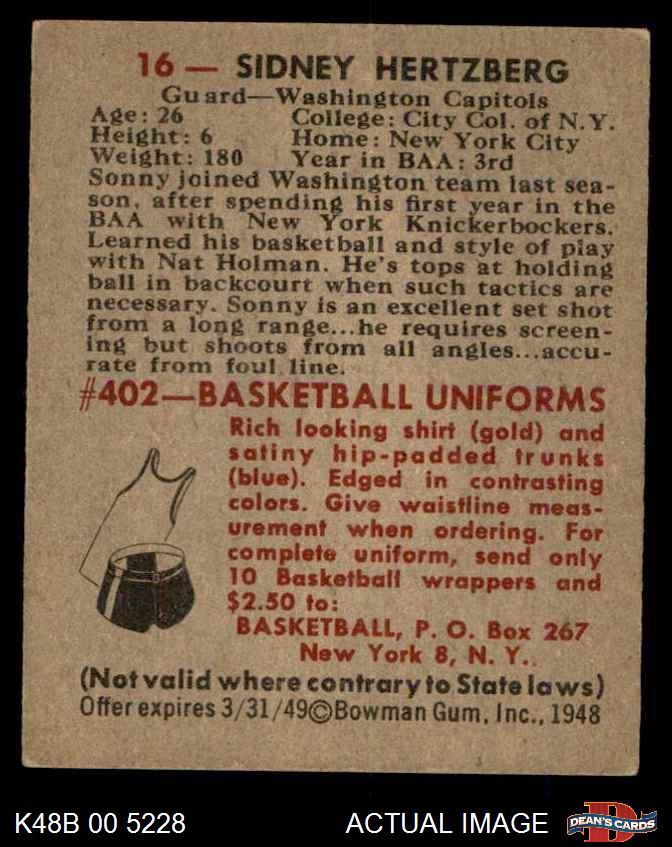 16 — SIDNEY HERTZBERG
Guard—Washington Capitols
Age: 26 College: City Col. of N.Y.
Height: 6 Home: New York City
Weight: 180 Year in BAA: 3rd
Sonny joined Washington team last sea-
son, after spending his first year in the
BAA with New York Knickerbockers.
Learned his basketball and style of play
with Nat Holman. He's tops at holding
ball in backcourt when such tactics are
necessary. Sonny is an excellent set shot
from a long range...he requires screen-
ing but shoots from all angles...accu-
rate from foul line.
#402—BASKETBALL UNIFORMS
Rich looking shirt (gold) and
satiny hip-padded trunks
(blue). Edged in contrasting
colors. Give waistline meas-
urement when ordering. For
complete uniform, send only
10 Basketball wrappers and
$2.50 to:
BASKETBALL, P. O. Box 267
New York 8, N. Y.
(Not valid where contrary to State laws)
Offer expires 3/31/49©Bowman Gum, Inc., 1948
K48B 00 5228 ACTUAL IMAGE DEAN'S CARDS